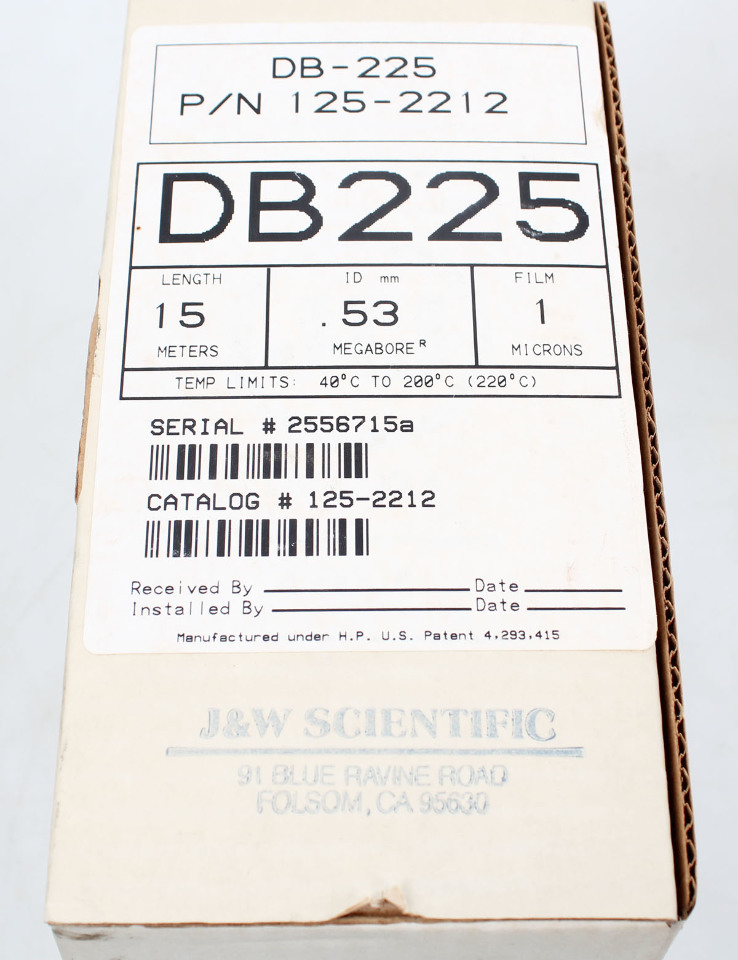 DB-225
P/N 125-2212
DB225
LENGTH
15
METERS
ID mm
.53
MEGABORE R
FILM
1
MICRONS
TEMP LIMITS: 40°C TO 200°C (220°C)
SERIAL # 2556715a
CATALOG # 125-2212
Received By Date
Installed By Date
Manufactured under H.P. U.S. Patent 4,293,415
J&W SCIENTIFIC
91 BLUE RAVINE ROAD
FOLSOM, CA 95630